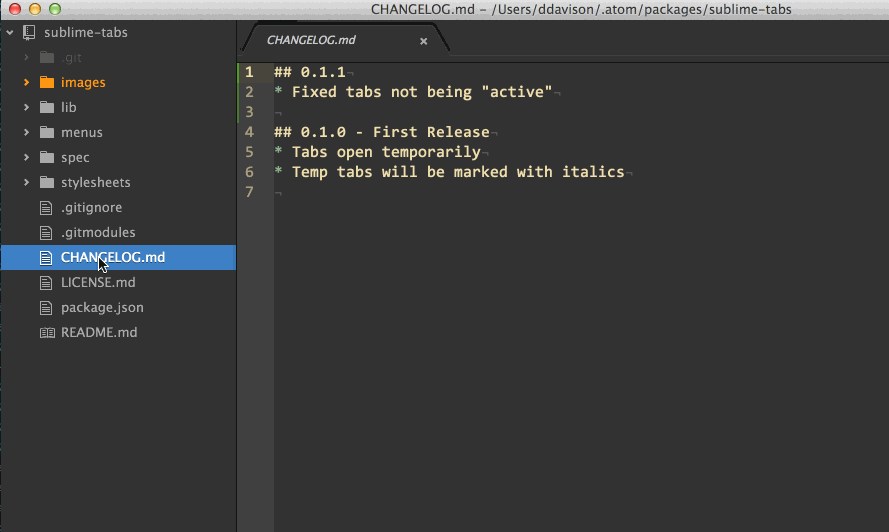 CHANGELOG.md – /Users/ddavison/.atom/packages/sublime-tabs
sublime-tabs
.git
images
lib
menus
spec
stylesheets
.gitignore
.gitmodules
CHANGELOG.md
LICENSE.md
package.json
README.md
CHANGELOG.md ×
1 ## 0.1.1¬
2 * Fixed tabs not being "active"¬
3 ¬
4 ## 0.1.0 - First Release¬
5 * Tabs open temporarily¬
6 * Temp tabs will be marked with italics¬
7 ¬